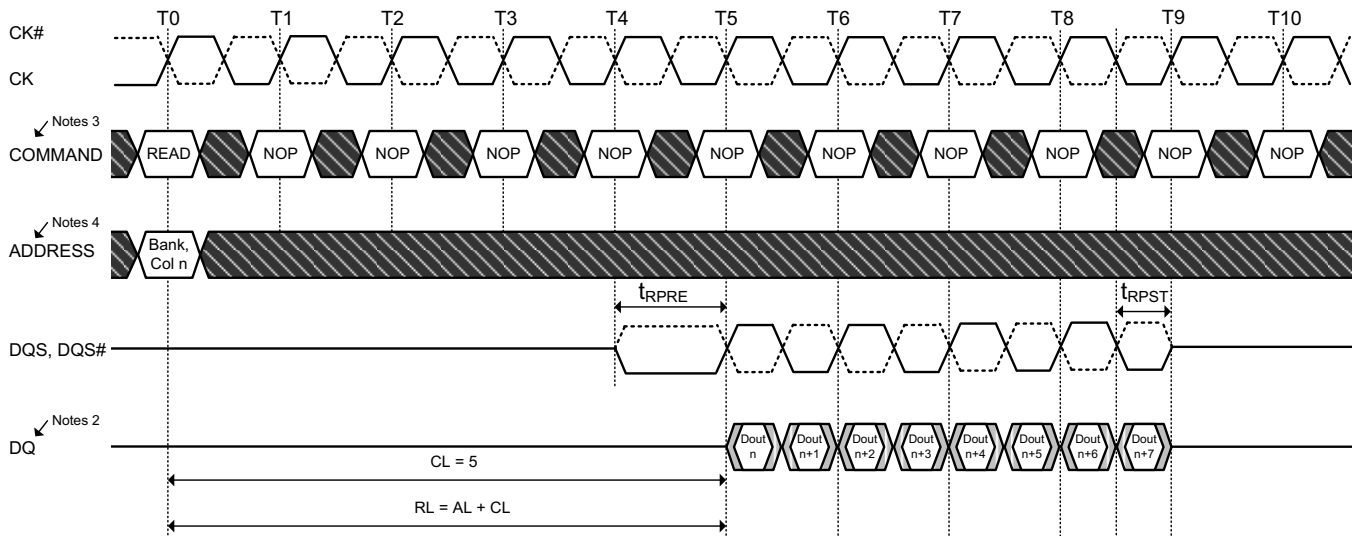 T0 T1 T2 T3 T4 T5 T6 T7 T8 T9 T10
CK#
CK
Notes 3
COMMAND READ NOP NOP NOP NOP NOP NOP NOP NOP NOP NOP
Notes 4
ADDRESS
Bank,
Col n
tRPRE tRPST
DQS, DQS#
Notes 2
DQ
Dout Dout Dout Dout Dout Dout Dout Dout
n n+1 n+2 n+3 n+4 n+5 n+6 n+7
CL = 5
RL = AL + CL